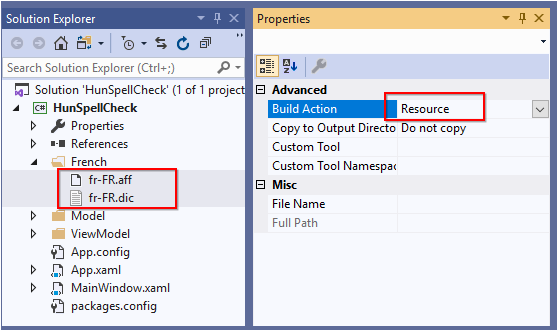 Solution Explorer
Search Solution Explorer (Ctrl+;)
Solution 'HunSpellCheck' (1 of 1 project
C# HunSpellCheck
Properties
References
French
fr-FR.aff
fr-FR.dic
Model
ViewModel
App.config
App.xaml
MainWindow.xaml
packages.config
Properties
Advanced
Build Action Resource
Copy to Output Directo Do not copy
Custom Tool
Custom Tool Namespac
Misc
File Name
Full Path